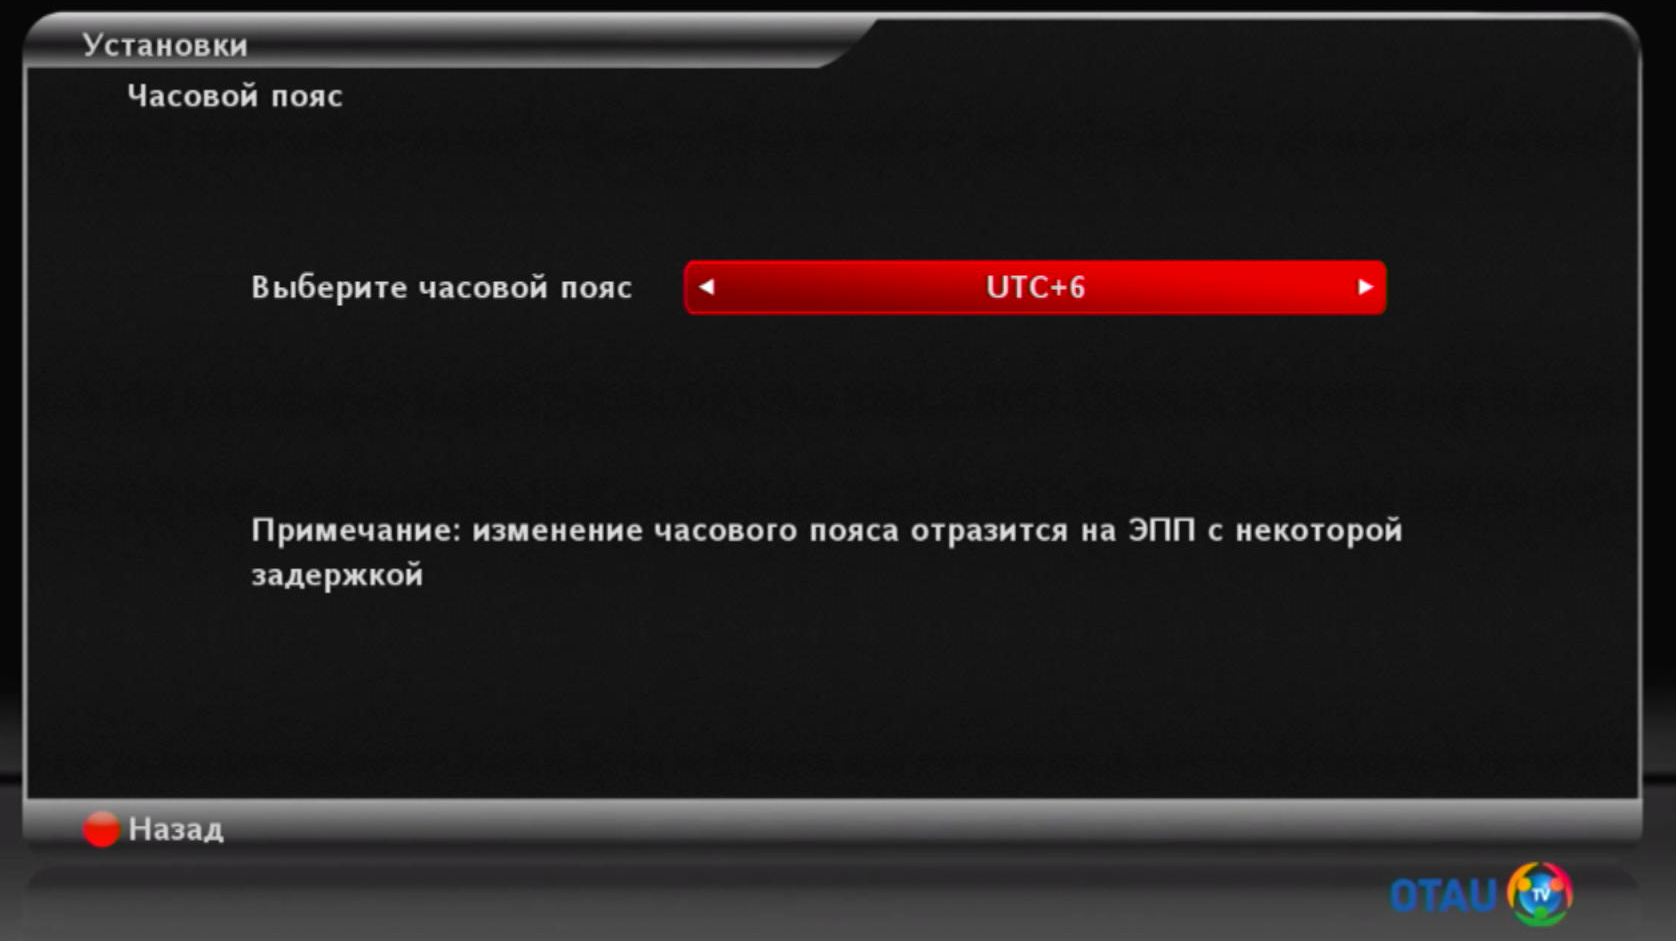 Установки
Часовой пояс
Выберите часовой пояс
UTC+6
Примечание: изменение часового пояса отразится на ЭПП с некоторой
задержкой
Назад
OTAU TV